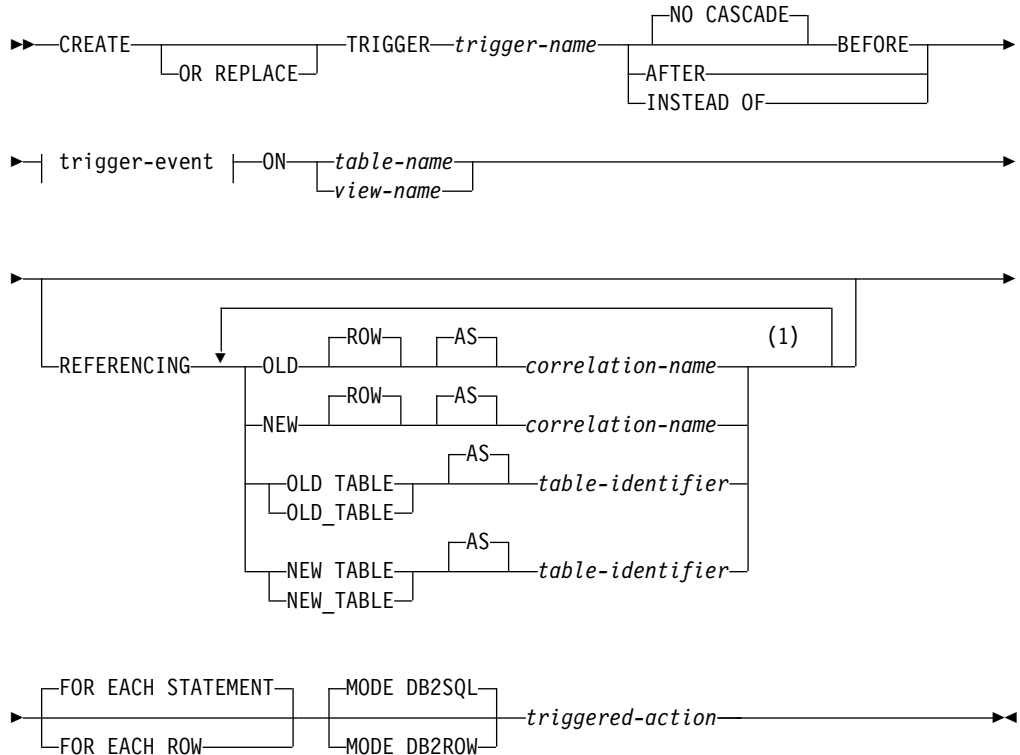 NO CASCADE
CREATE TRIGGER trigger-name BEFORE
OR REPLACE AFTER
INSTEAD OF
trigger-event ON table-name
view-name
ROW AS (1)
REFERENCING OLD correlation-name
ROW AS
NEW correlation-name
AS
OLD TABLE table-identifier
OLD_TABLE
AS
NEW TABLE table-identifier
NEW_TABLE
FOR EACH STATEMENT MODE DB2SQL
triggered-action
FOR EACH ROW MODE DB2ROW